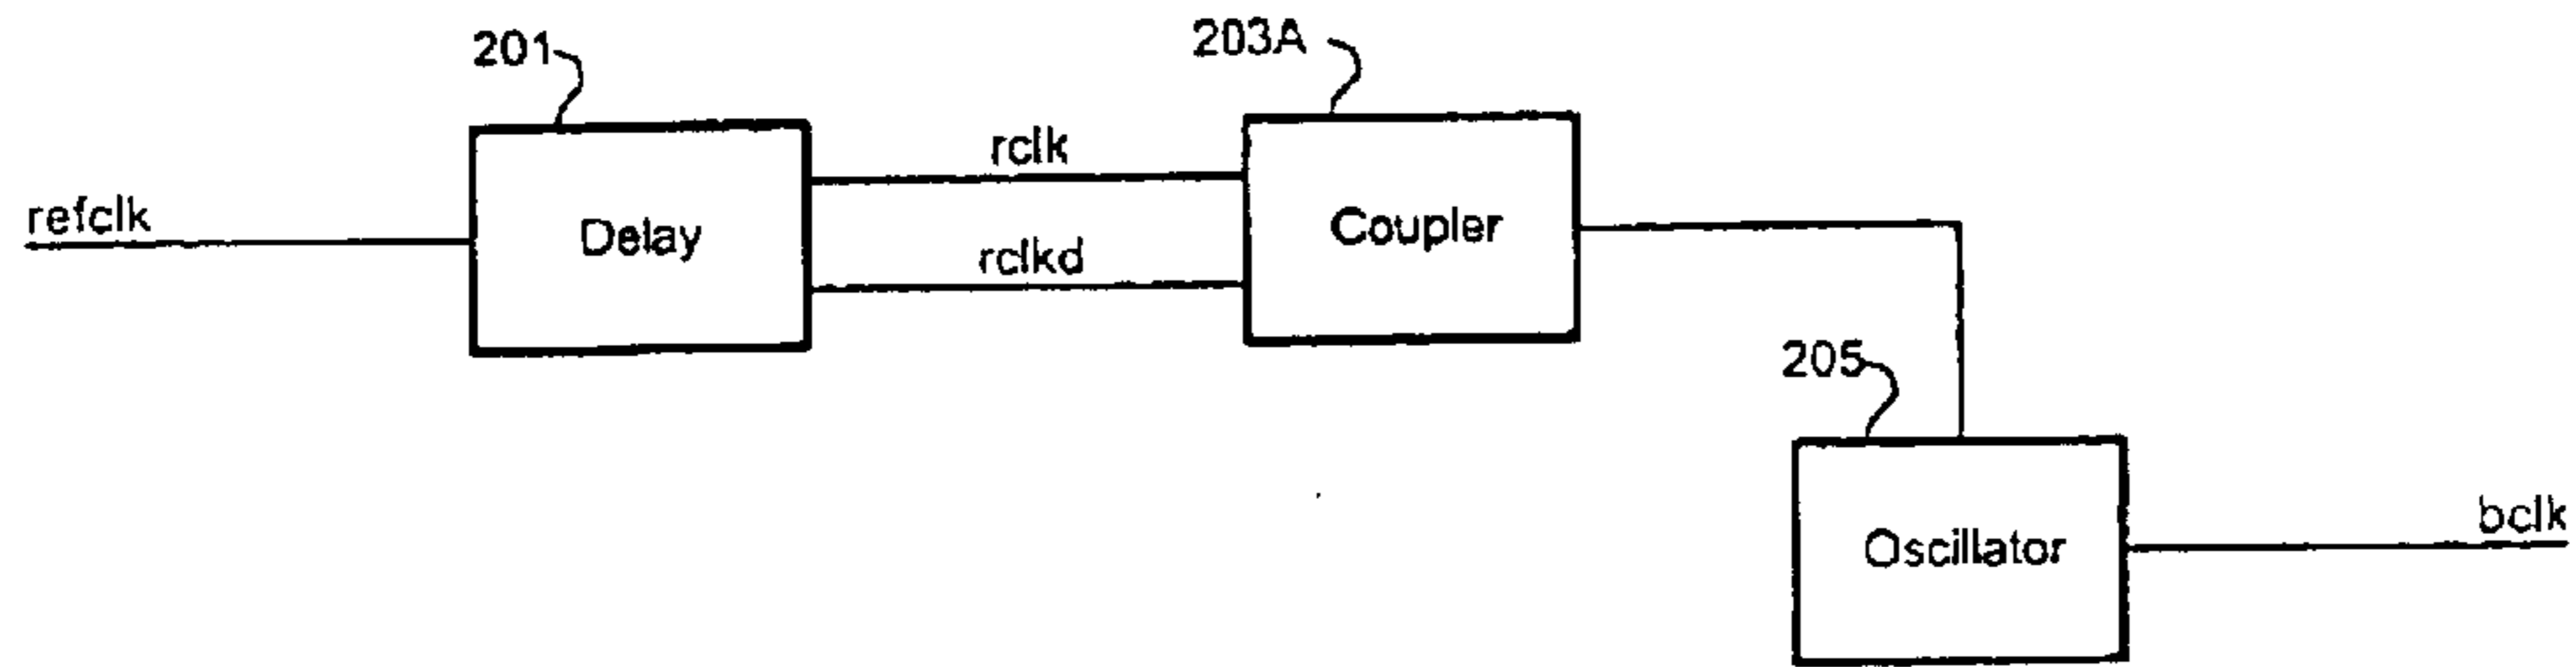 201
203A
rclk
refclk
Delay
Coupler
rclkd
205
bclk
Oscillator